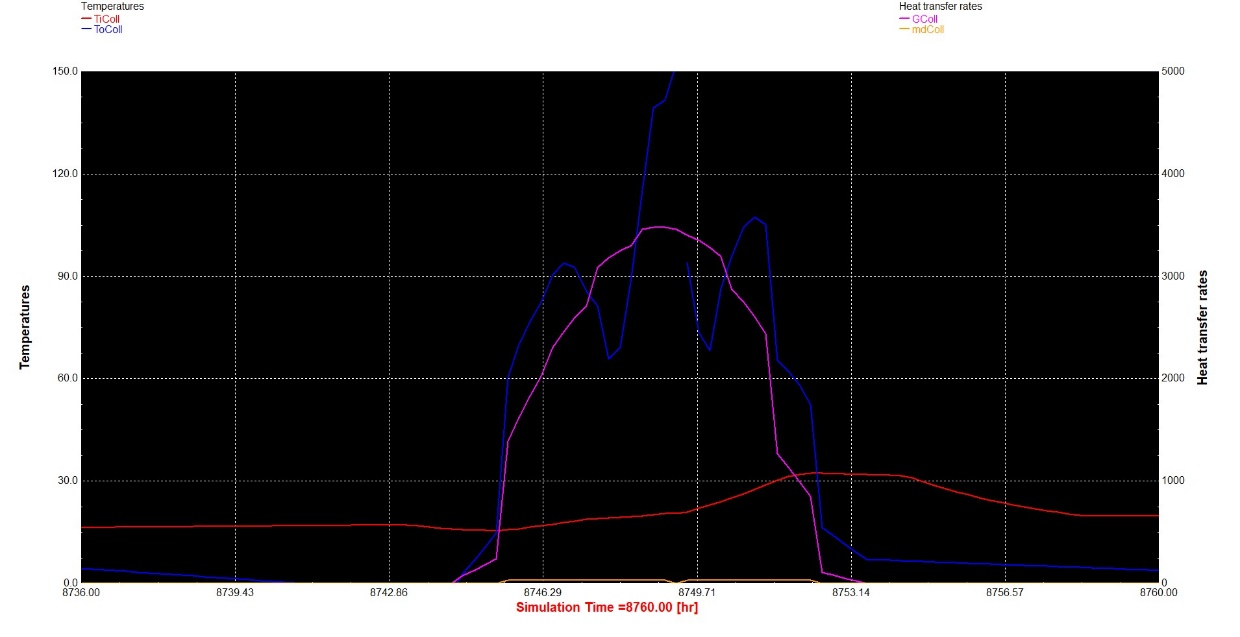 Temperatures
TiColl
ToColl
Heat transfer rates
GColl
mdColl
150.0
120.0
90.0
60.0
30.0
0.0
Temperatures
5000
4000
3000
2000
1000
0
Heat transfer rates
8736.00 8739.43 8742.86 8746.29 8749.71 8753.14 8756.57 8760.00
Simulation Time =8760.00 [hr]